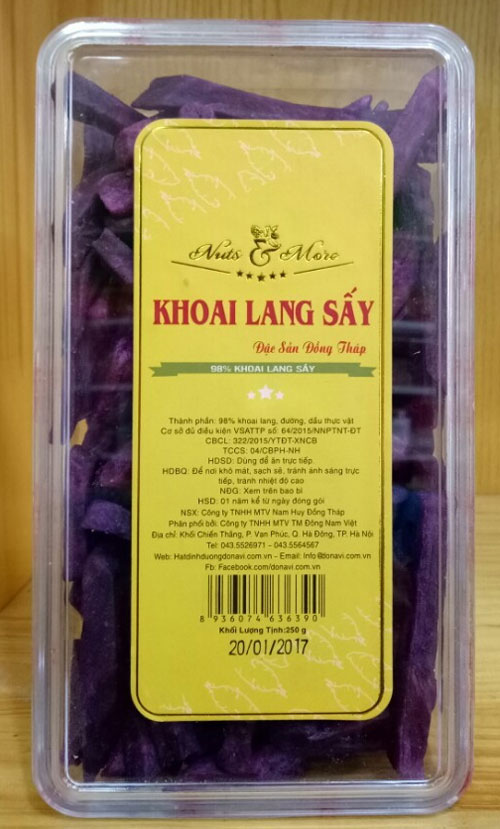 Nuts & More
KHOAI LANG SẤY
Đặc Sản Đồng Tháp
98% KHOAI LANG SẤY
Thành phần: 98% khoai lang, đường, dầu thực vật
Cơ sở đủ điều kiện VSATTP số: 64/2015/NNPTNT-ĐT
CBCL: 322/2015/YTĐT-XNCB
TCCS: 04/CBPH-NH
HDSD: Dùng để ăn trực tiếp.
HDBQ: Để nơi khô mát, sạch sẽ, tránh ánh sáng trực
tiếp, tránh nhiệt độ cao
NĐG: Xem trên bao bì
HSD: 01 năm kể từ ngày đóng gói
NSX: Công ty TNHH MTV Nam Huy Đồng Tháp
Phân phối bởi: Công ty TNHH MTV TM Đông Nam Việt
Địa chỉ: Khối Chiến Thắng, P. Vạn Phúc, Q. Hà Đông, TP. Hà Nội
Tel: 043.5526971 - 043.5564567
Web: Hatdinhduongdonavi.com.vn - Email: Info@donavi.com.vn
Fb: Facebook.com/donavi.com.vn
8 936074 636390
Khối Lượng Tịnh:250 g
20/01/2017